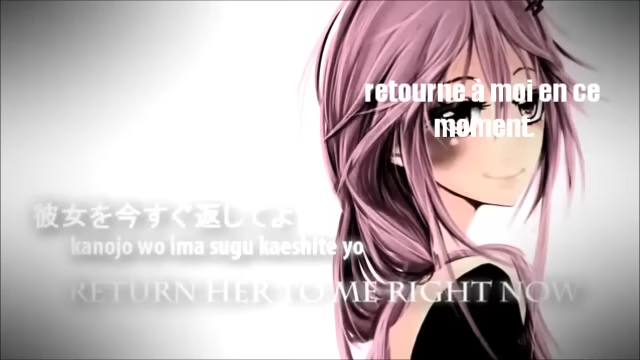 retourne à moi en ce
moment.
彼女を今すぐ返してよ
kanojo wo ima sugu kaeshite yo
RETURN HER TO ME RIGHT NOW